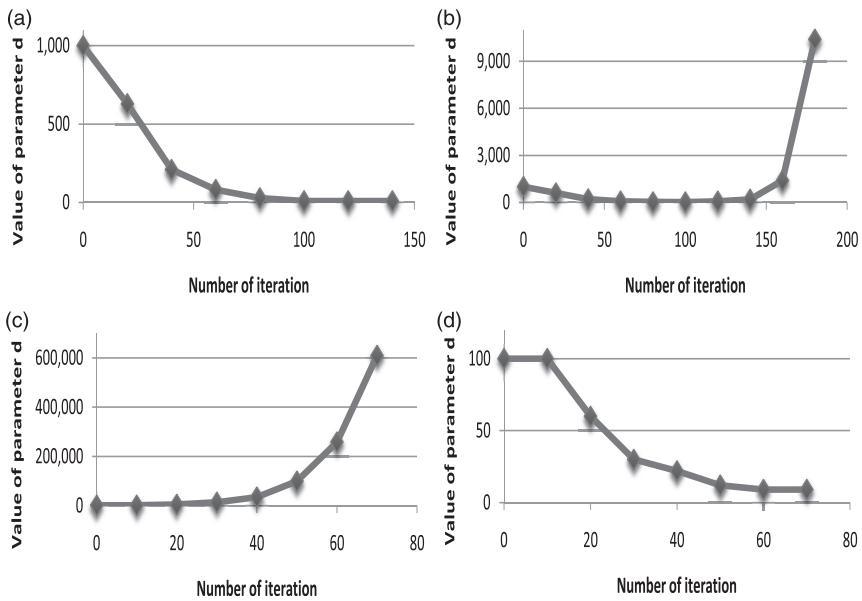 (a)
Value of parameter d
1,000
500
0
0 50 100 150
Number of iteration
(b)
Value of parameter d
9,000
6,000
3,000
0
0 50 100 150 200
Number of iteration
(c)
Value of parameter d
600,000
400,000
200,000
0
0 20 40 60 80
Number of iteration
(d)
Value of parameter d
100
50
0
0 20 40 60 80
Number of iteration